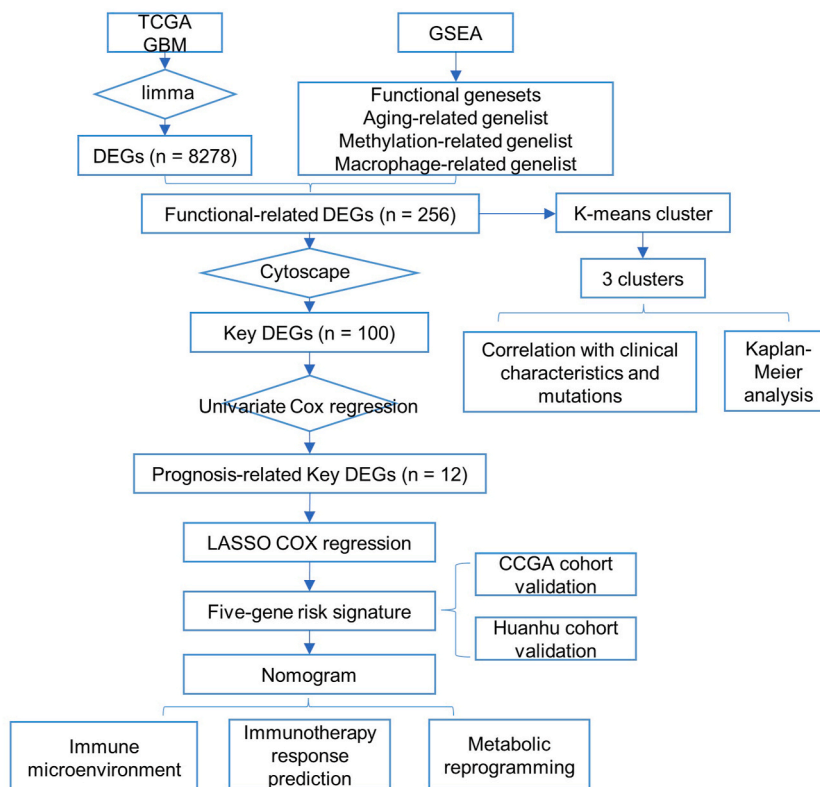 TCGA
GBM
GSEA
limma
Functional genesets
Aging-related genelist
Methylation-related genelist
Macrophage-related genelist
DEGs (n = 8278)
Functional-related DEGs (n = 256)
K-means cluster
Cytoscape
3 clusters
Key DEGs (n = 100)
Correlation with clinical
characteristics and
mutations
Kaplan-
Meier
analysis
Univariate Cox regression
Prognosis-related Key DEGs (n = 12)
LASSO COX regression
CCGA cohort
validation
Five-gene risk signature
Huanhu cohort
validation
Nomogram
Immune
microenvironment
Immunotherapy
response
prediction
Metabolic
reprogramming